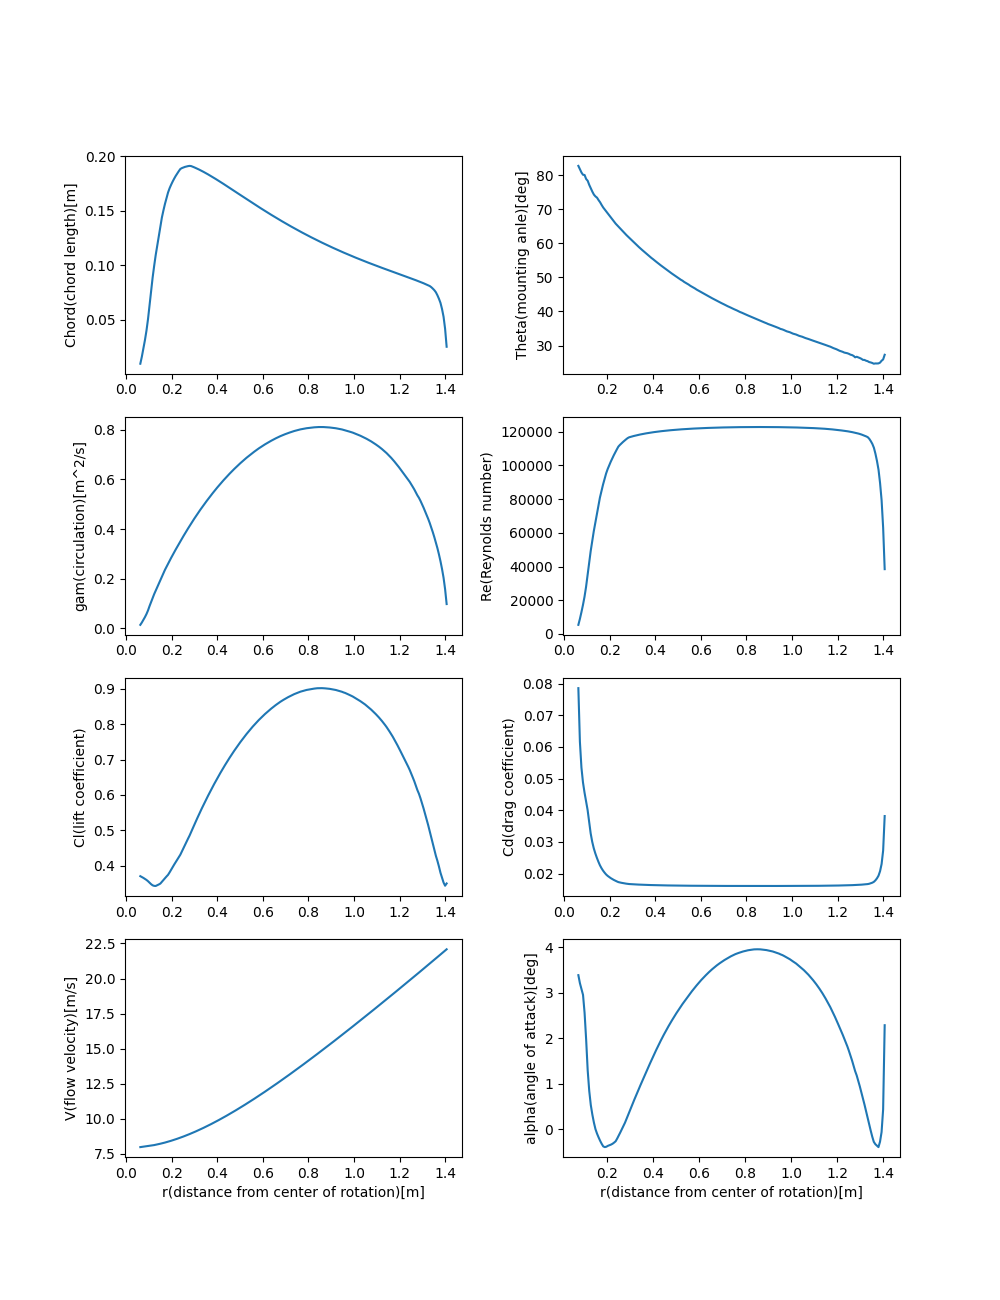 Chord(chord length)[m]
0.20
0.15
0.10
0.05
0.0 0.2 0.4 0.6 0.8 1.0 1.2 1.4
Theta(mounting anle)[deg]
80
70
60
50
40
30
0.2 0.4 0.6 0.8 1.0 1.2 1.4
gam(circulation)[m^2/s]
0.8
0.6
0.4
0.2
0.0
0.0 0.2 0.4 0.6 0.8 1.0 1.2 1.4
Re(Reynolds number)
120000
100000
80000
60000
40000
20000
0
0.0 0.2 0.4 0.6 0.8 1.0 1.2 1.4
Cl(lift coefficient)
0.9
0.8
0.7
0.6
0.5
0.4
0.0 0.2 0.4 0.6 0.8 1.0 1.2 1.4
Cd(drag coefficient)
0.08
0.07
0.06
0.05
0.04
0.03
0.02
0.0 0.2 0.4 0.6 0.8 1.0 1.2 1.4
V(flow velocity)[m/s]
22.5
20.0
17.5
15.0
12.5
10.0
7.5
0.0 0.2 0.4 0.6 0.8 1.0 1.2 1.4
r(distance from center of rotation)[m]
alpha(angle of attack)[deg]
4
3
2
1
0
0.2 0.4 0.6 0.8 1.0 1.2 1.4
r(distance from center of rotation)[m]